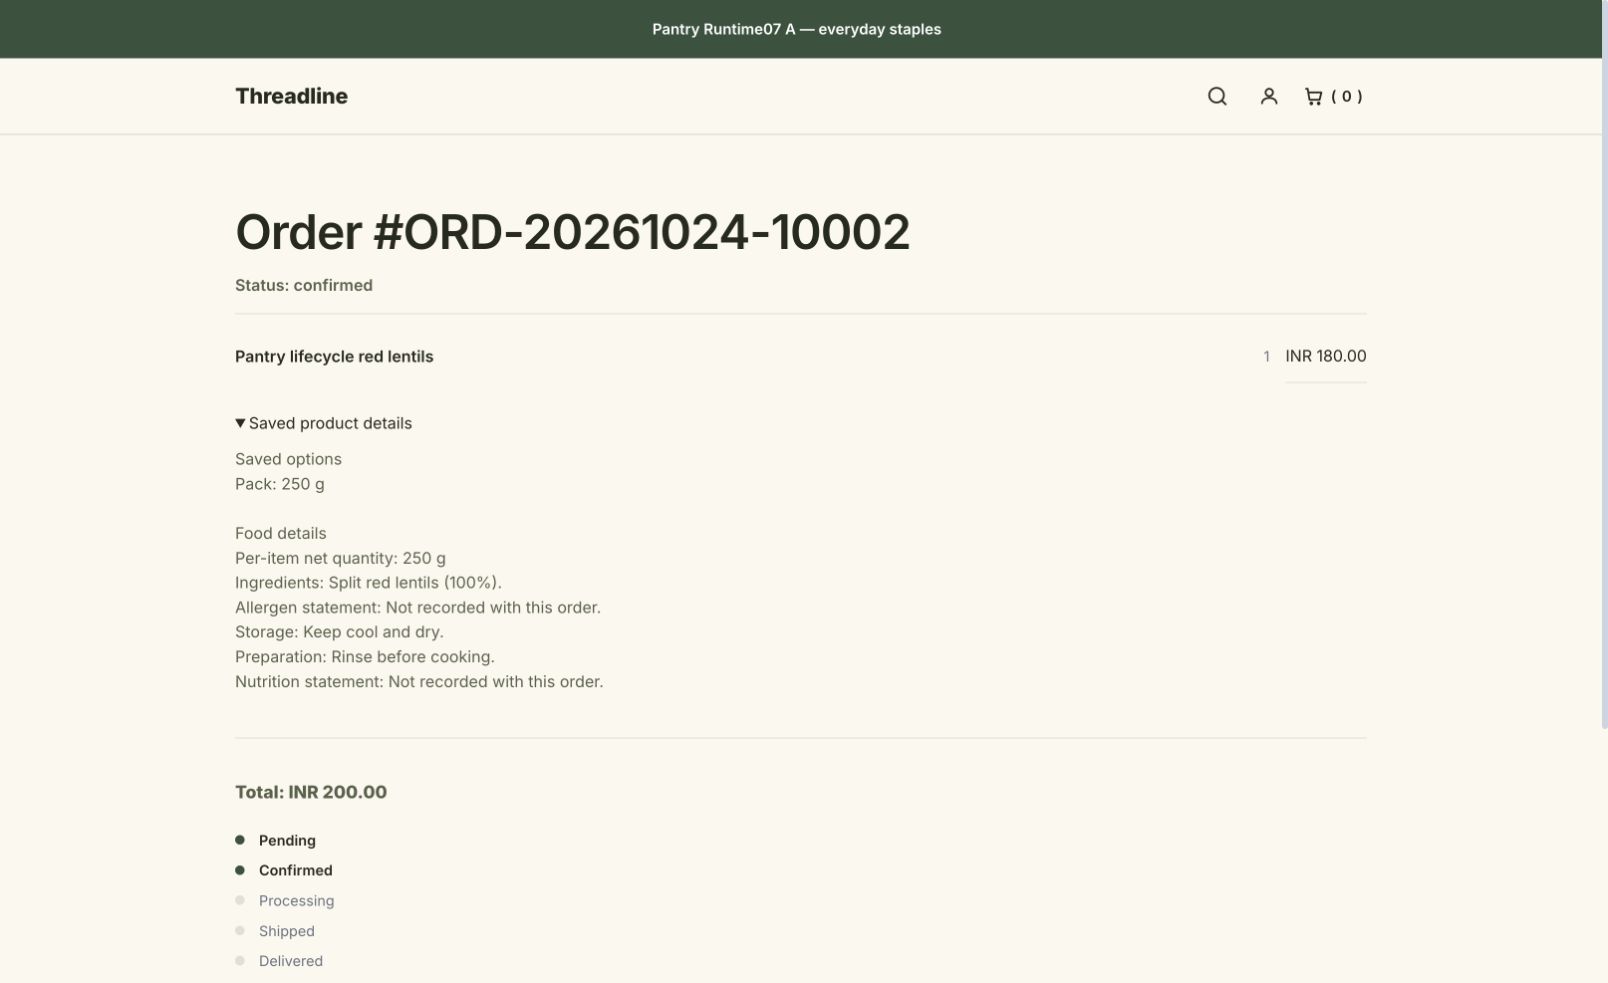 Pantry Runtime07 A — everyday staples
Threadline
( 0 )
Order #ORD-20261024-10002
Status: confirmed
Pantry lifecycle red lentils 1 INR 180.00
▼ Saved product details
Saved options
Pack: 250 g
Food details
Per-item net quantity: 250 g
Ingredients: Split red lentils (100%).
Allergen statement: Not recorded with this order.
Storage: Keep cool and dry.
Preparation: Rinse before cooking.
Nutrition statement: Not recorded with this order.
Total: INR 200.00
Pending
Confirmed
Processing
Shipped
Delivered